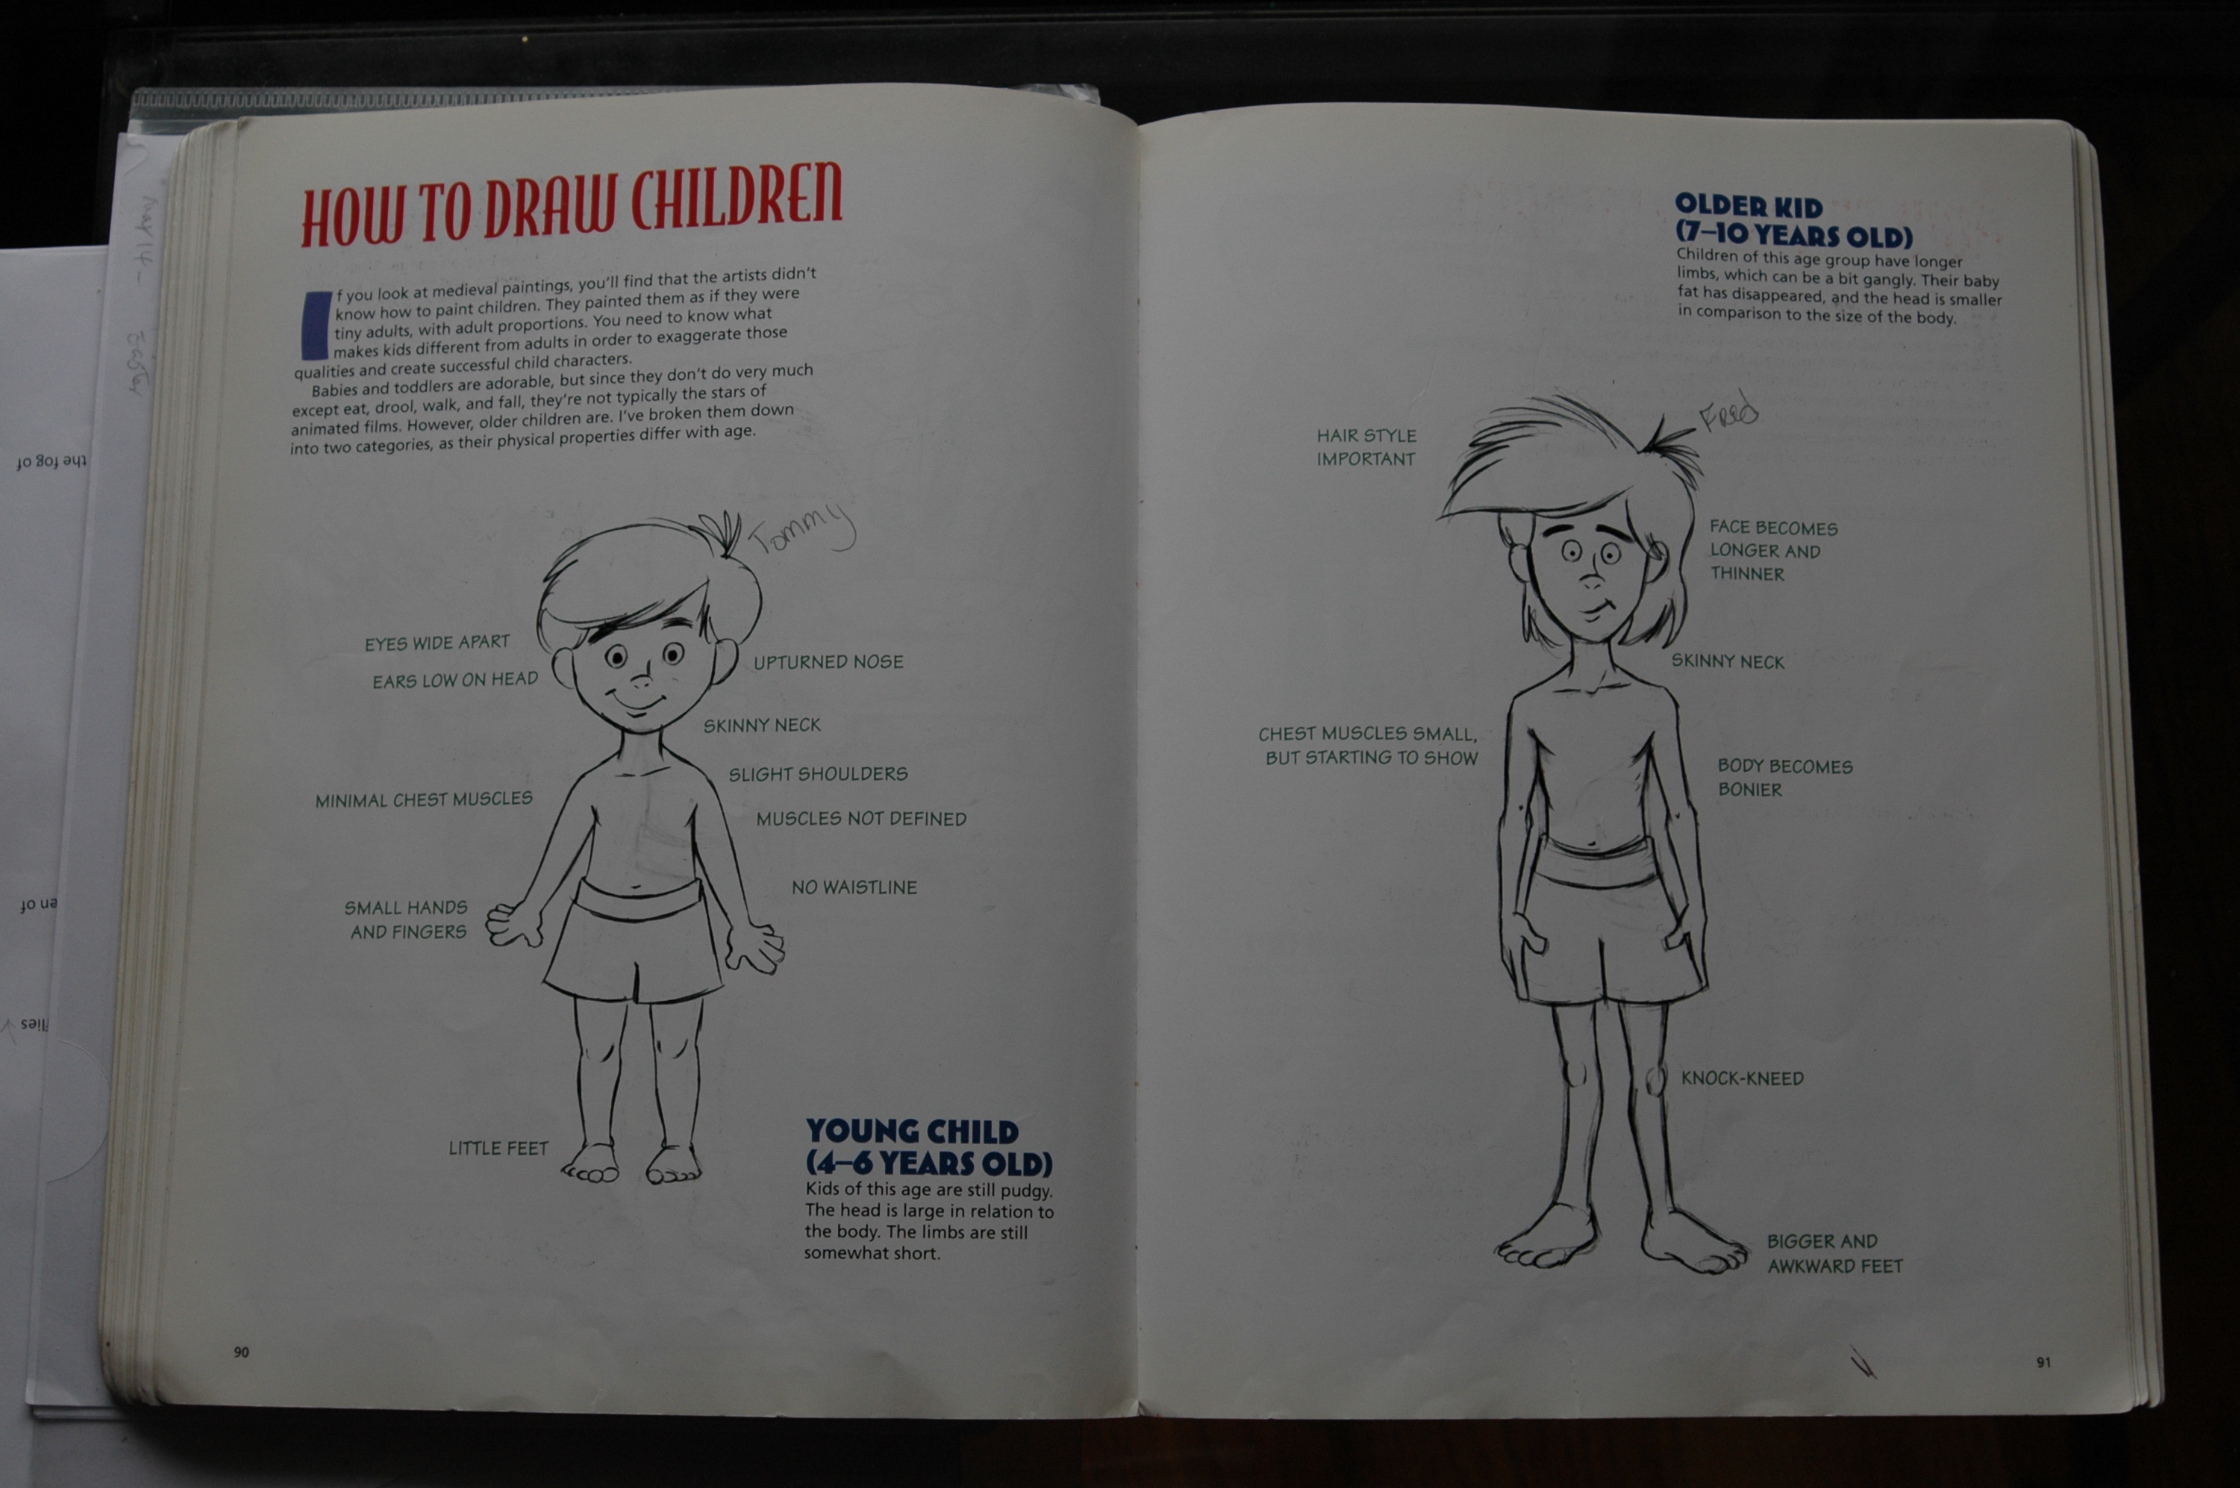 HOW TO DRAW CHILDREN
If you look at medieval paintings, you'll find that the artists didn't
know how to paint children. They painted them as if they were
tiny adults, with adult proportions. You need to know what
makes kids different from adults in order to exaggerate those
qualities and create successful child characters.
Babies and toddlers are adorable, but since they don't do very much
except eat, drool, walk, and fall, they're not typically the stars of
animated films. However, older children are. I've broken them down
into two categories, as their physical properties differ with age.
Tommy
EYES WIDE APART
EARS LOW ON HEAD
UPTURNED NOSE
SKINNY NECK
SLIGHT SHOULDERS
MINIMAL CHEST MUSCLES
MUSCLES NOT DEFINED
SMALL HANDS
AND FINGERS
NO WAISTLINE
LITTLE FEET
YOUNG CHILD
(4–6 YEARS OLD)
Kids of this age are still pudgy.
The head is large in relation to
the body. The limbs are still
somewhat short.
90
OLDER KID
(7–10 YEARS OLD)
Children of this age group have longer
limbs, which can be a bit gangly. Their baby
fat has disappeared, and the head is smaller
in comparison to the size of the body.
Fred
HAIR STYLE
IMPORTANT
FACE BECOMES
LONGER AND
THINNER
SKINNY NECK
CHEST MUSCLES SMALL,
BUT STARTING TO SHOW
BODY BECOMES
BONIER
KNOCK-KNEED
BIGGER AND
AWKWARD FEET
91
Easter
the fog of
en of
flies